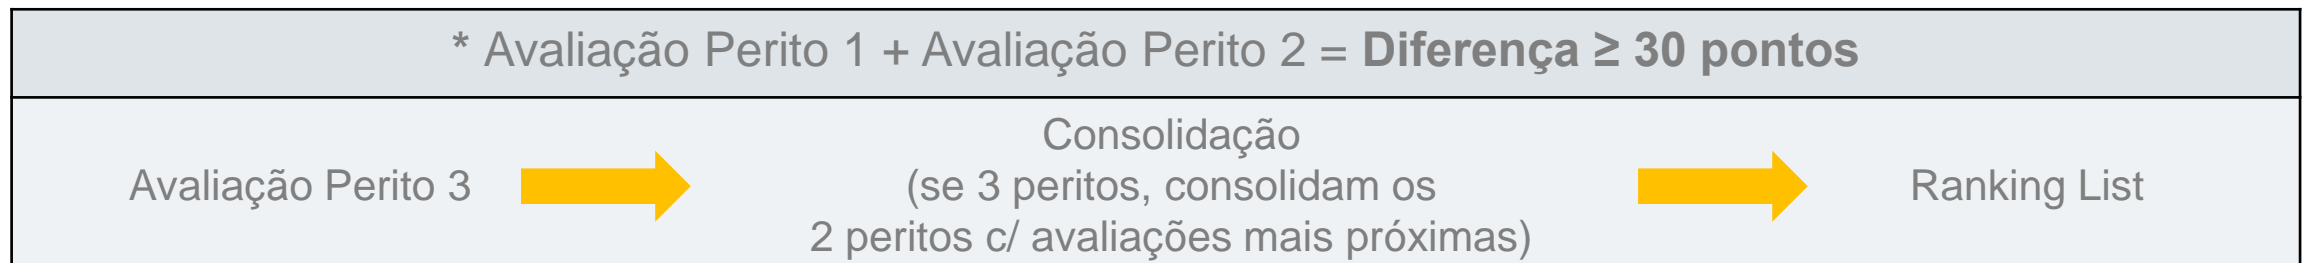 * Avaliação Perito 1 + Avaliação Perito 2 = Diferença ≥ 30 pontos
Avaliação Perito 3
Consolidação
(se 3 peritos, consolidam os
2 peritos c/ avaliações mais próximas)
Ranking List